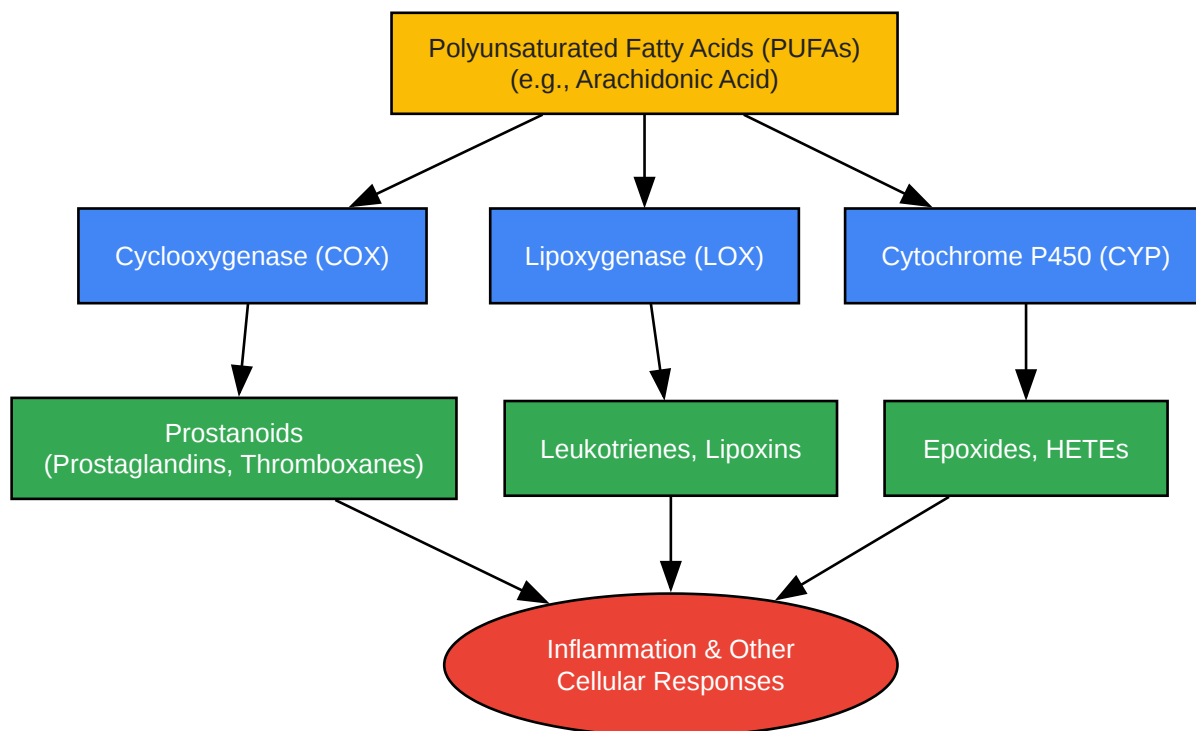 Polyunsaturated Fatty Acids (PUFAs)
(e.g., Arachidonic Acid)
Cyclooxygenase (COX)
Lipoxygenase (LOX)
Cytochrome P450 (CYP)
Prostanoids
(Prostaglandins, Thromboxanes)
Leukotrienes, Lipoxins
Epoxides, HETEs
Inflammation & Other
Cellular Responses